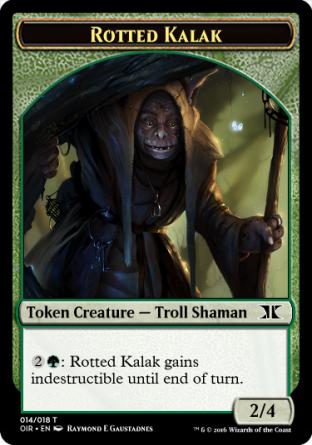 ROTTED KALAK
Token Creature — Troll Shaman
2: Rotted Kalak gains
indestructible until end of turn.
2/4
014/018 T
OIR • EN RAYMOND E GAUSTADNES
™ & © 2016 Wizards of the Coast